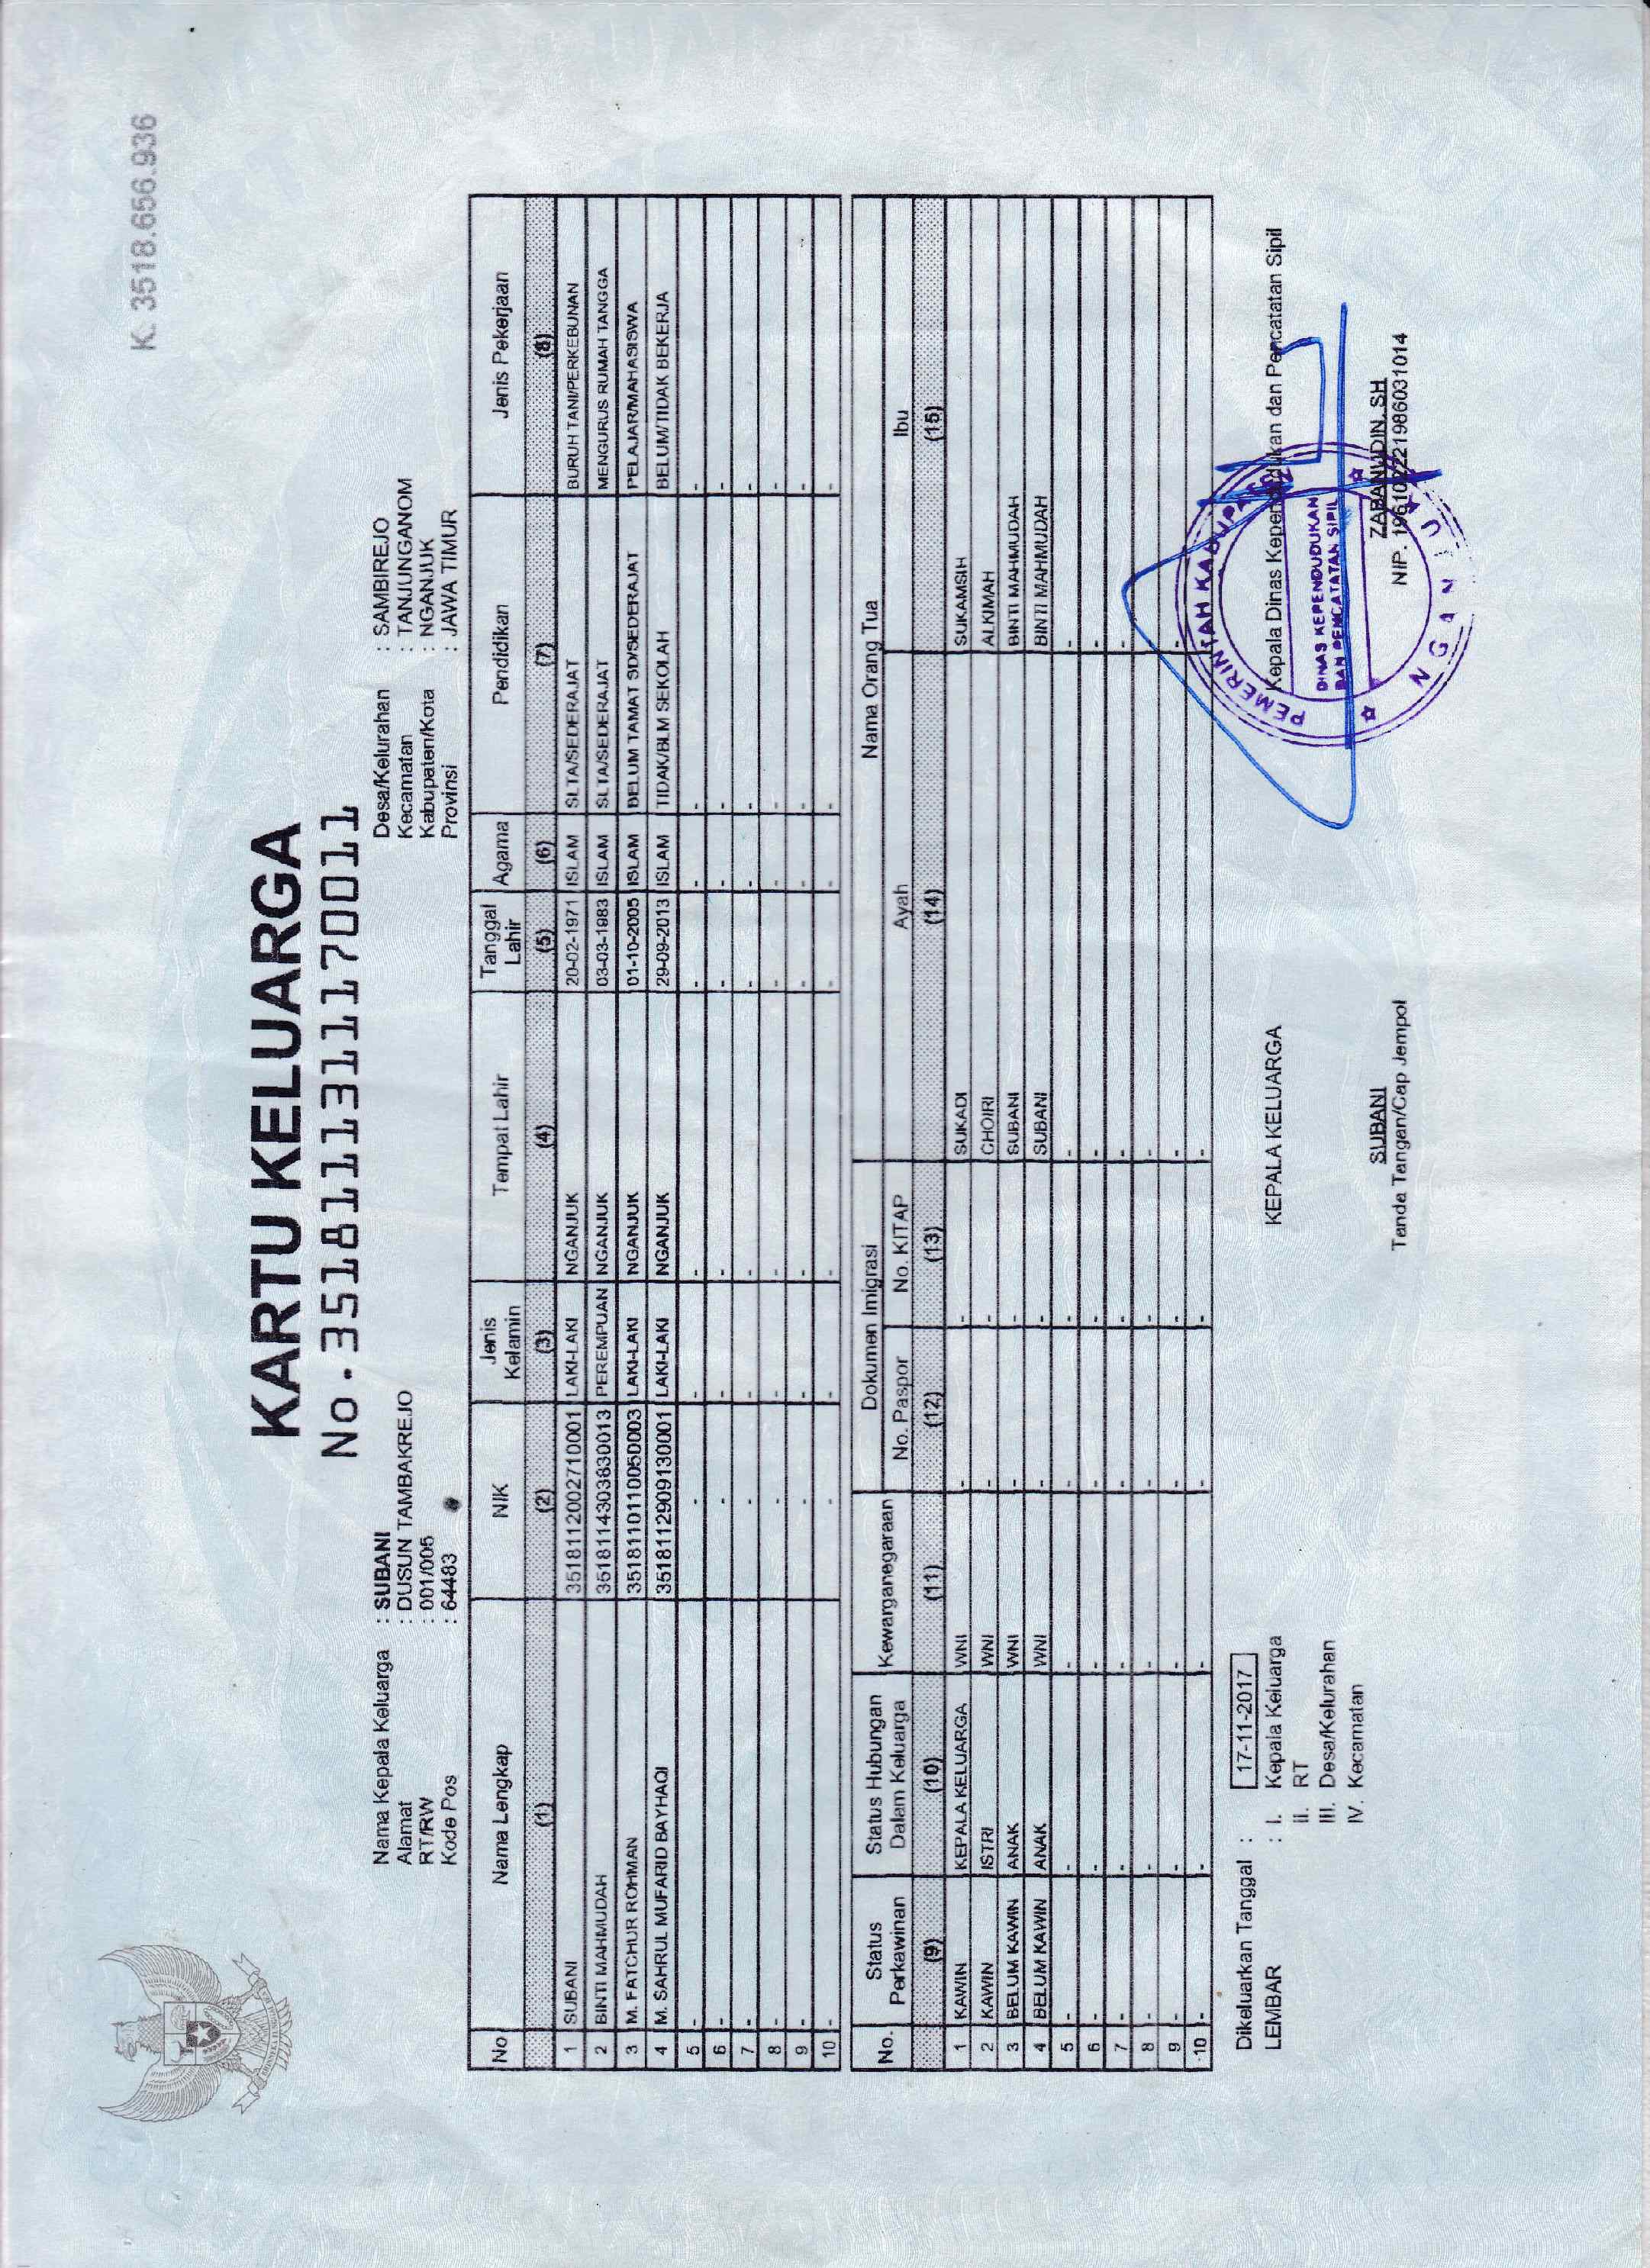 K. 3518.656.936
KARTU KELUARGA
No. 3518113111700011
Nama Kepala Keluarga : SUBANI
Alamat : DUSUN TAMBAKREJO
RT/RW : 001/005
Kode Pos : 64483
Desa/Kelurahan : SAMBIREJO
Kecamatan : TANJUNGANOM
Kabupaten/Kota : NGANJUK
Provinsi : JAWA TIMUR
No Nama Lengkap NIK Jenis Kelamin Tempat Lahir Tanggal Lahir Agama Pendidikan Jenis Pekerjaan
(1) (2) (3) (4) (5) (6) (7) (8)
1 SUBANI 3518112002710001 LAKI-LAKI NGANJUK 20-02-1971 ISLAM SLTA/SEDERAJAT BURUH TANI/PERKEBUNAN
2 BINTI MAHMUDAH 3518114303830013 PEREMPUAN NGANJUK 03-03-1983 ISLAM SLTA/SEDERAJAT MENGURUS RUMAH TANGGA
3 M. FATCHUR ROHMAN 3518110110050003 LAKI-LAKI NGANJUK 01-10-2005 ISLAM BELUM TAMAT SD/SEDERAJAT PELAJAR/MAHASISWA
4 M. SAHRUL MUFARID BAYHAQI 3518112909130001 LAKI-LAKI NGANJUK 29-09-2013 ISLAM TIDAK/BLM SEKOLAH BELUM/TIDAK BEKERJA
5 - - - - - - - -
6 - - - - - - - -
7 - - - - - - - -
8 - - - - - - - -
9 - - - - - - - -
10 - - - - - - - -
No. Status Perkawinan Status Hubungan Dalam Keluarga Kewarganegaraan Dokumen Imigrasi Nama Orang Tua
No. Paspor No. KITAP Ayah Ibu
(9) (10) (11) (12) (13) (14) (15)
1 KAWIN KEPALA KELUARGA WNI - - SUKADI SUKAMSIH
2 KAWIN ISTRI WNI - - CHOIRI ALKIMAH
3 BELUM KAWIN ANAK WNI - - SUBANI BINTI MAHMUDAH
4 BELUM KAWIN ANAK WNI - - SUBANI BINTI MAHMUDAH
5 - - - - - - -
6 - - - - - - -
7 - - - - - - -
8 - - - - - - -
9 - - - - - - -
10 - - - - - - -
Dikeluarkan Tanggal : 17-11-2017
LEMBAR : I. Kepala Keluarga
II. RT
III. Desa/Kelurahan
IV. Kecamatan
KEPALA KELUARGA
SUBANI
Tanda Tangan/Cap Jempol
Kepala Dinas Kependudukan dan Pencatatan Sipil
PEMERINTAH KABUPATEN
DINAS KEPENDUDUKAN
DAN PENCATATAN SIPIL
NGANJUK
ZABANUDIN, SH
NIP. 196102221986031014